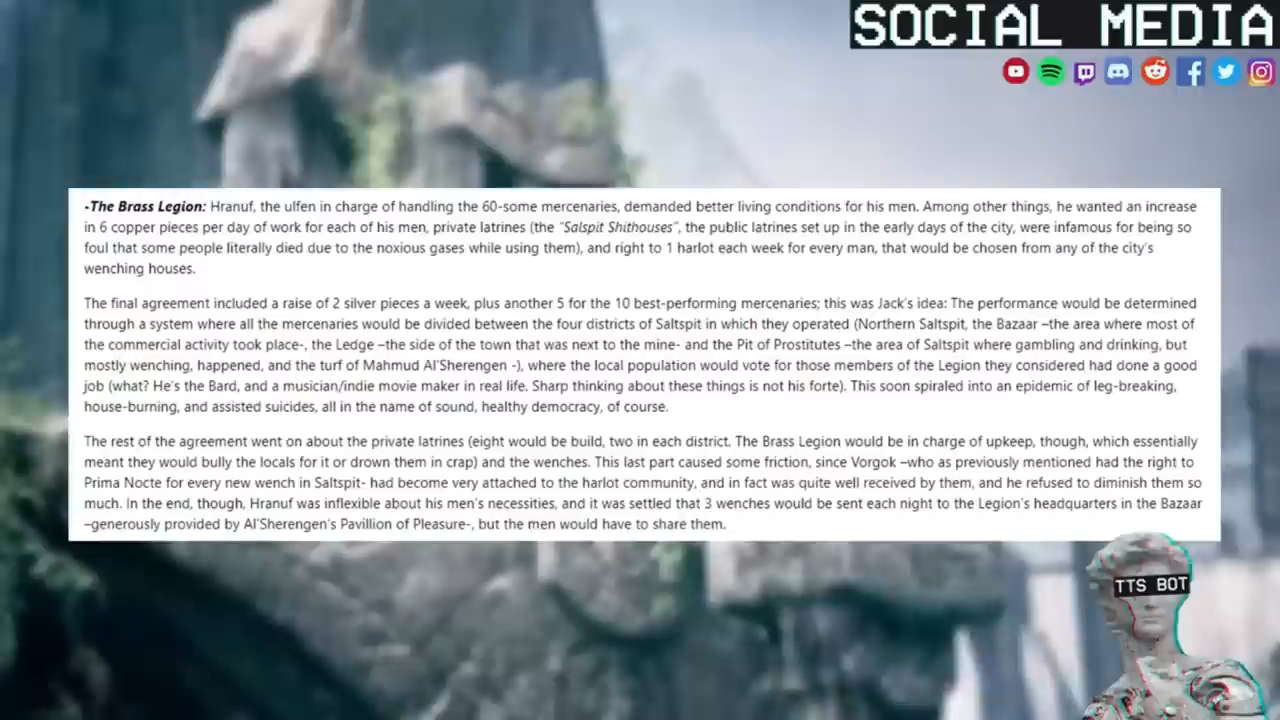 SOCIAL MEDIA
-The Brass Legion: Hranuf, the ulfen in charge of handling the 60-some mercenaries, demanded better living conditions for his men. Among other things, he wanted an increase
in 6 copper pieces per day of work for each of his men, private latrines (the "Salspit Shithouses", the public latrines set up in the early days of the city, were infamous for being so
foul that some people literally died due to the noxious gases while using them), and right to 1 harlot each week for every man, that would be chosen from any of the city's
wenching houses.
The final agreement included a raise of 2 silver pieces a week, plus another 5 for the 10 best-performing mercenaries; this was Jack's idea: The performance would be determined
through a system where all the mercenaries would be divided between the four districts of Saltspit in which they operated (Northern Saltspit, the Bazaar –the area where most of
the commercial activity took place-, the Ledge –the side of the town that was next to the mine- and the Pit of Prostitutes –the area of Saltspit where gambling and drinking, but
mostly wenching, happened, and the turf of Mahmud Al'Sherengen -), where the local population would vote for those members of the Legion they considered had done a good
job (what? He's the Bard, and a musician/indie movie maker in real life. Sharp thinking about these things is not his forte). This soon spiraled into an epidemic of leg-breaking,
house-burning, and assisted suicides, all in the name of sound, healthy democracy, of course.
The rest of the agreement went on about the private latrines (eight would be build, two in each district. The Brass Legion would be in charge of upkeep, though, which essentially
meant they would bully the locals for it or drown them in crap) and the wenches. This last part caused some friction, since Vorgok –who as previously mentioned had the right to
Prima Nocte for every new wench in Saltspit- had become very attached to the harlot community, and in fact was quite well received by them, and he refused to diminish them so
much. In the end, though, Hranuf was inflexible about his men's necessities, and it was settled that 3 wenches would be sent each night to the Legion's headquarters in the Bazaar
–generously provided by Al'Sherengen's Pavillion of Pleasure-, but the men would have to share them.
TTS BOT